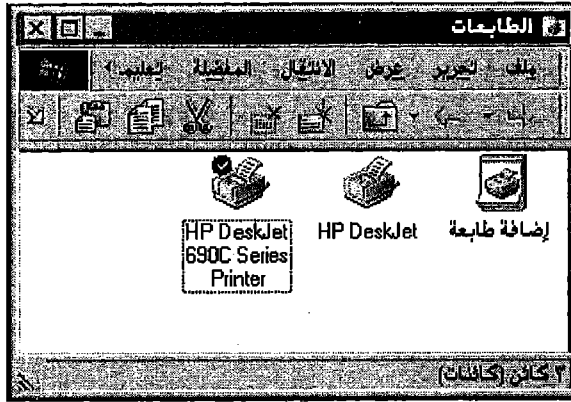 الطابعات
ملف تحرير عرض الانتقال المفضلة تعليمات
إضافة طابعة
HP DeskJet
HP DeskJet
690C Series
Printer
٣ كائن (كائنات)